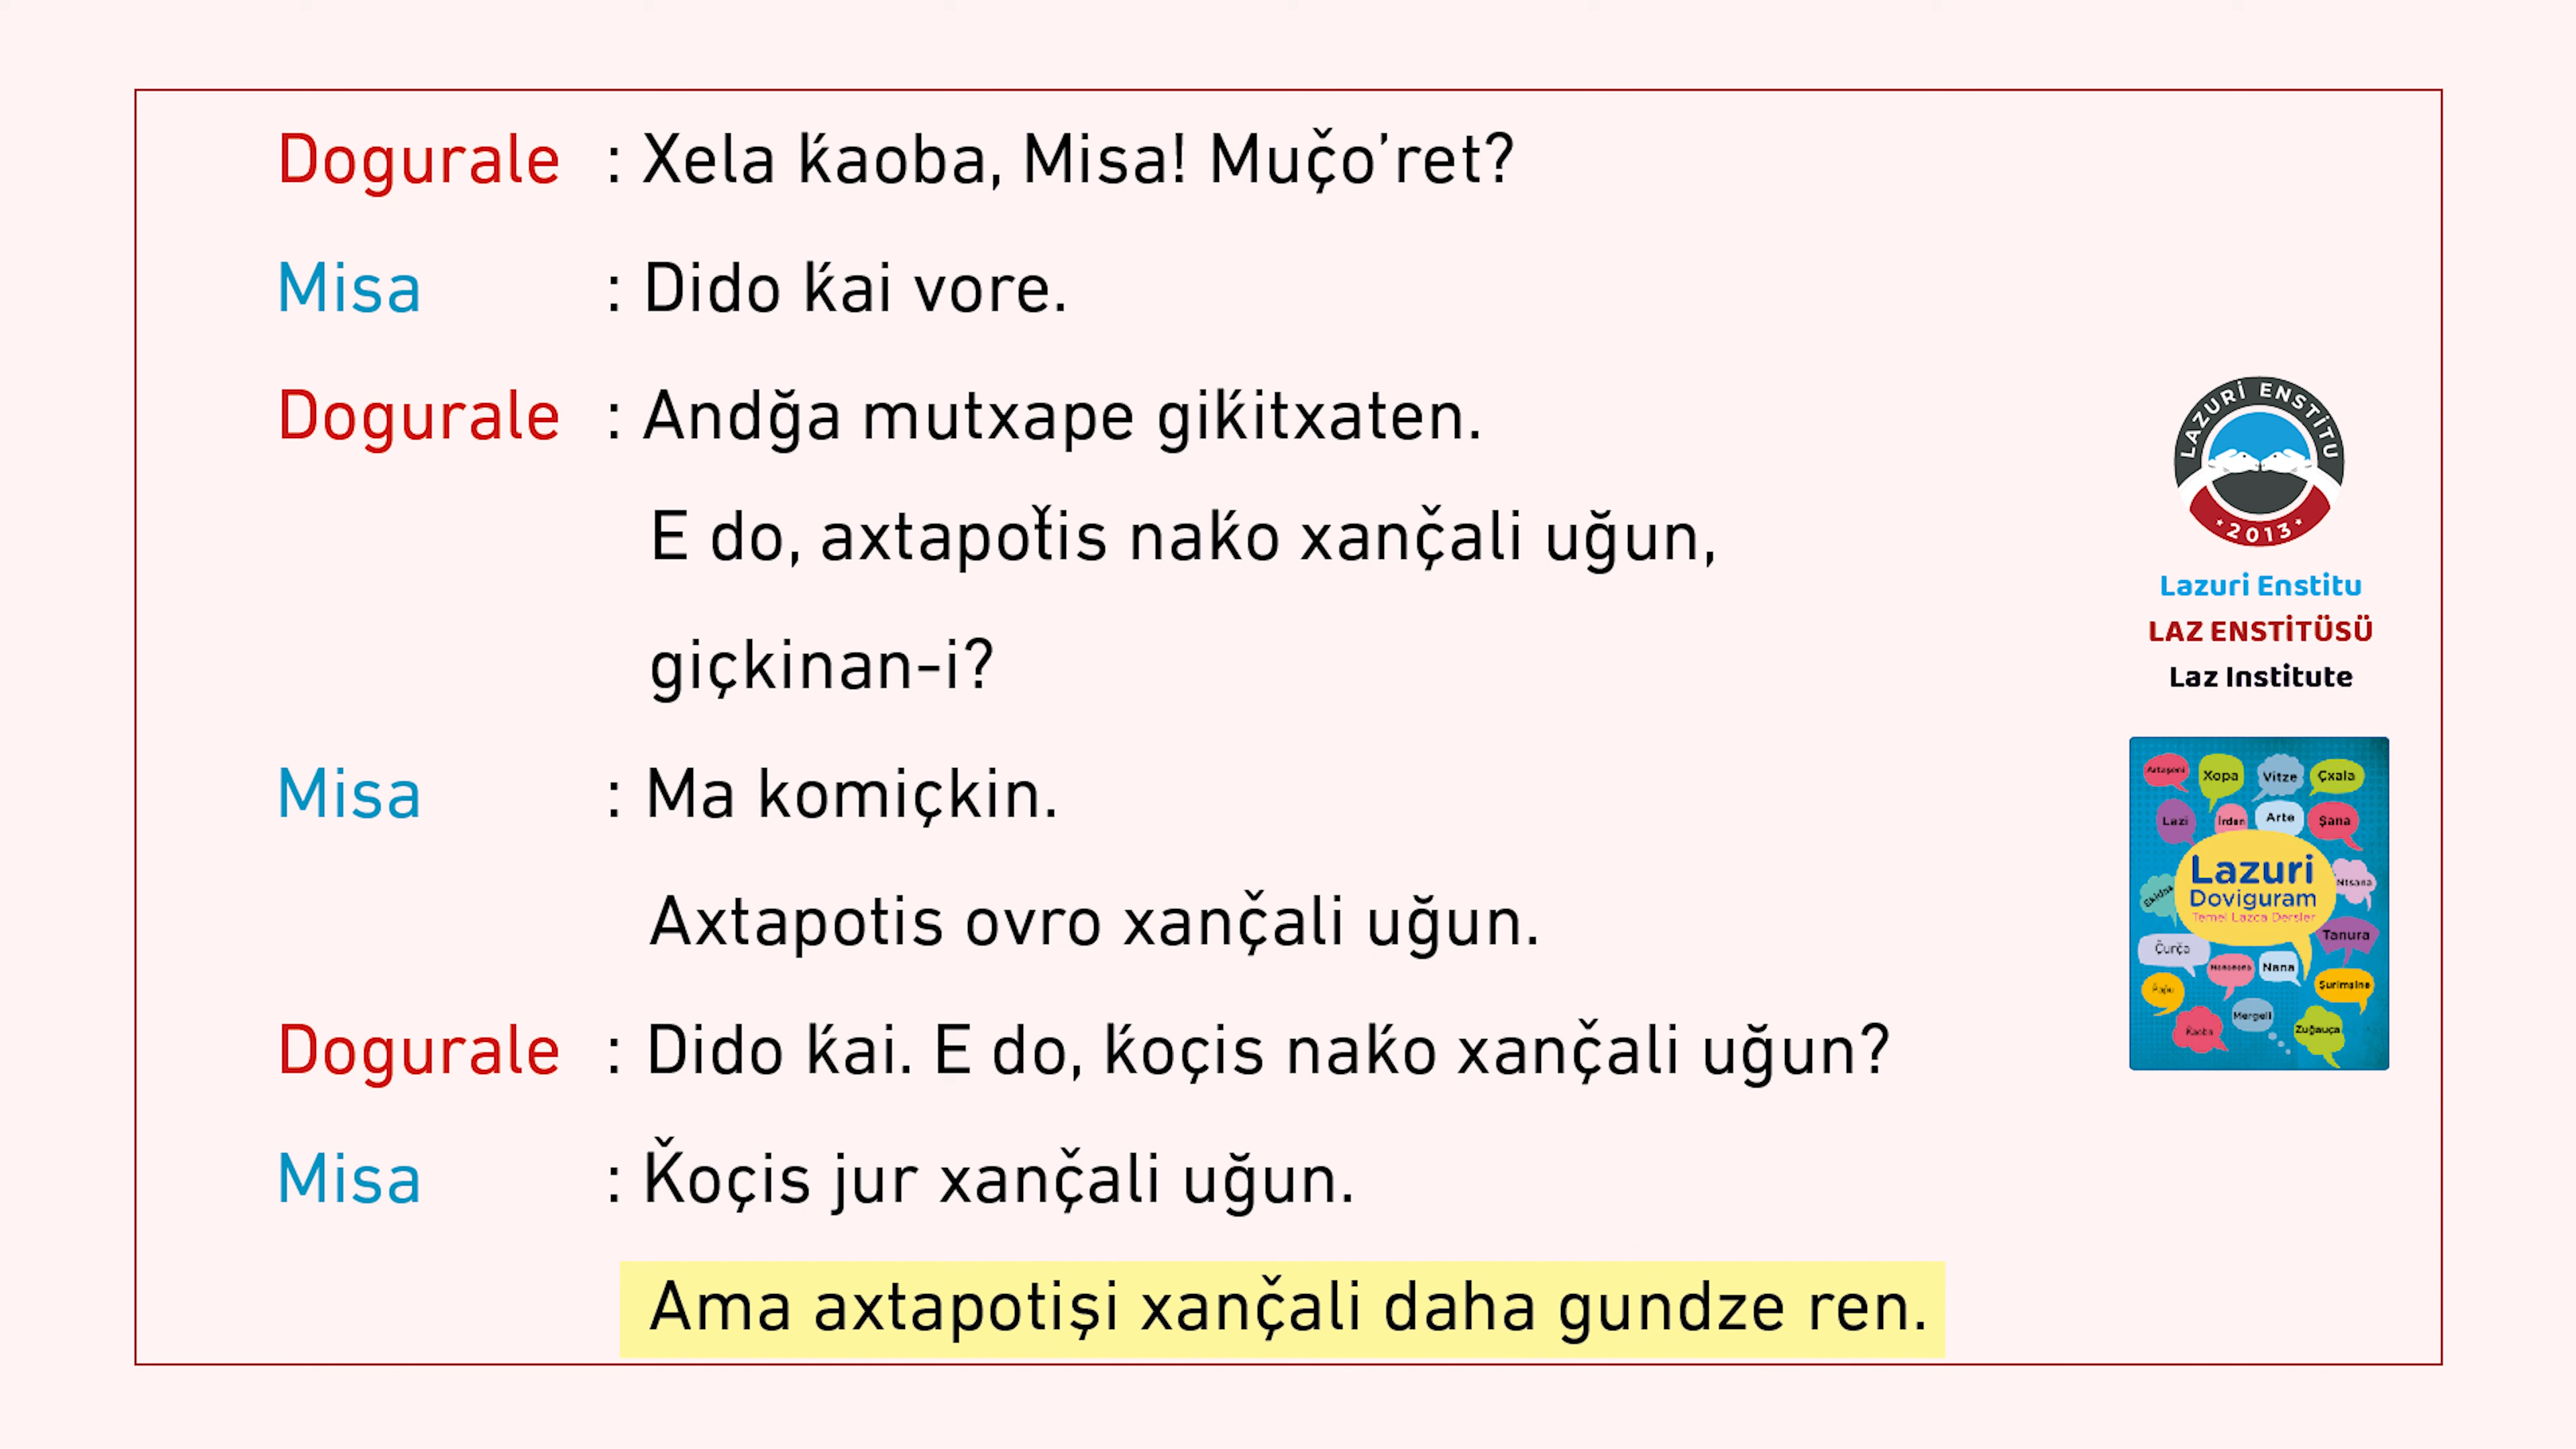 Dogurale : Xela ǩaoba, Misa! Muç̌o’ret?
Misa : Dido ǩai vore.
Dogurale : Andğa mutxape giǩitxaten.
E do, axtapot̆is naǩo xanç̌ali uğun,
giçkinan-i?
Misa : Ma komiçkin.
Axtapotis ovro xanç̌ali uğun.
Dogurale : Dido ǩai. E do, ǩoçis naǩo xanç̌ali uğun?
Misa : Ǩoçis jur xanç̌ali uğun.
Ama axtapotişi xanç̌ali daha gundze ren.
LAZURİ ENSTİTU
2013
Lazuri Enstitu
LAZ ENSTİTÜSÜ
Laz Institute
Xopa Vitze Çxala
Lazi Arte Şana
Lazuri
Doviguram
Temel Lazca Dersler
Tanura
Nana
Mergeli